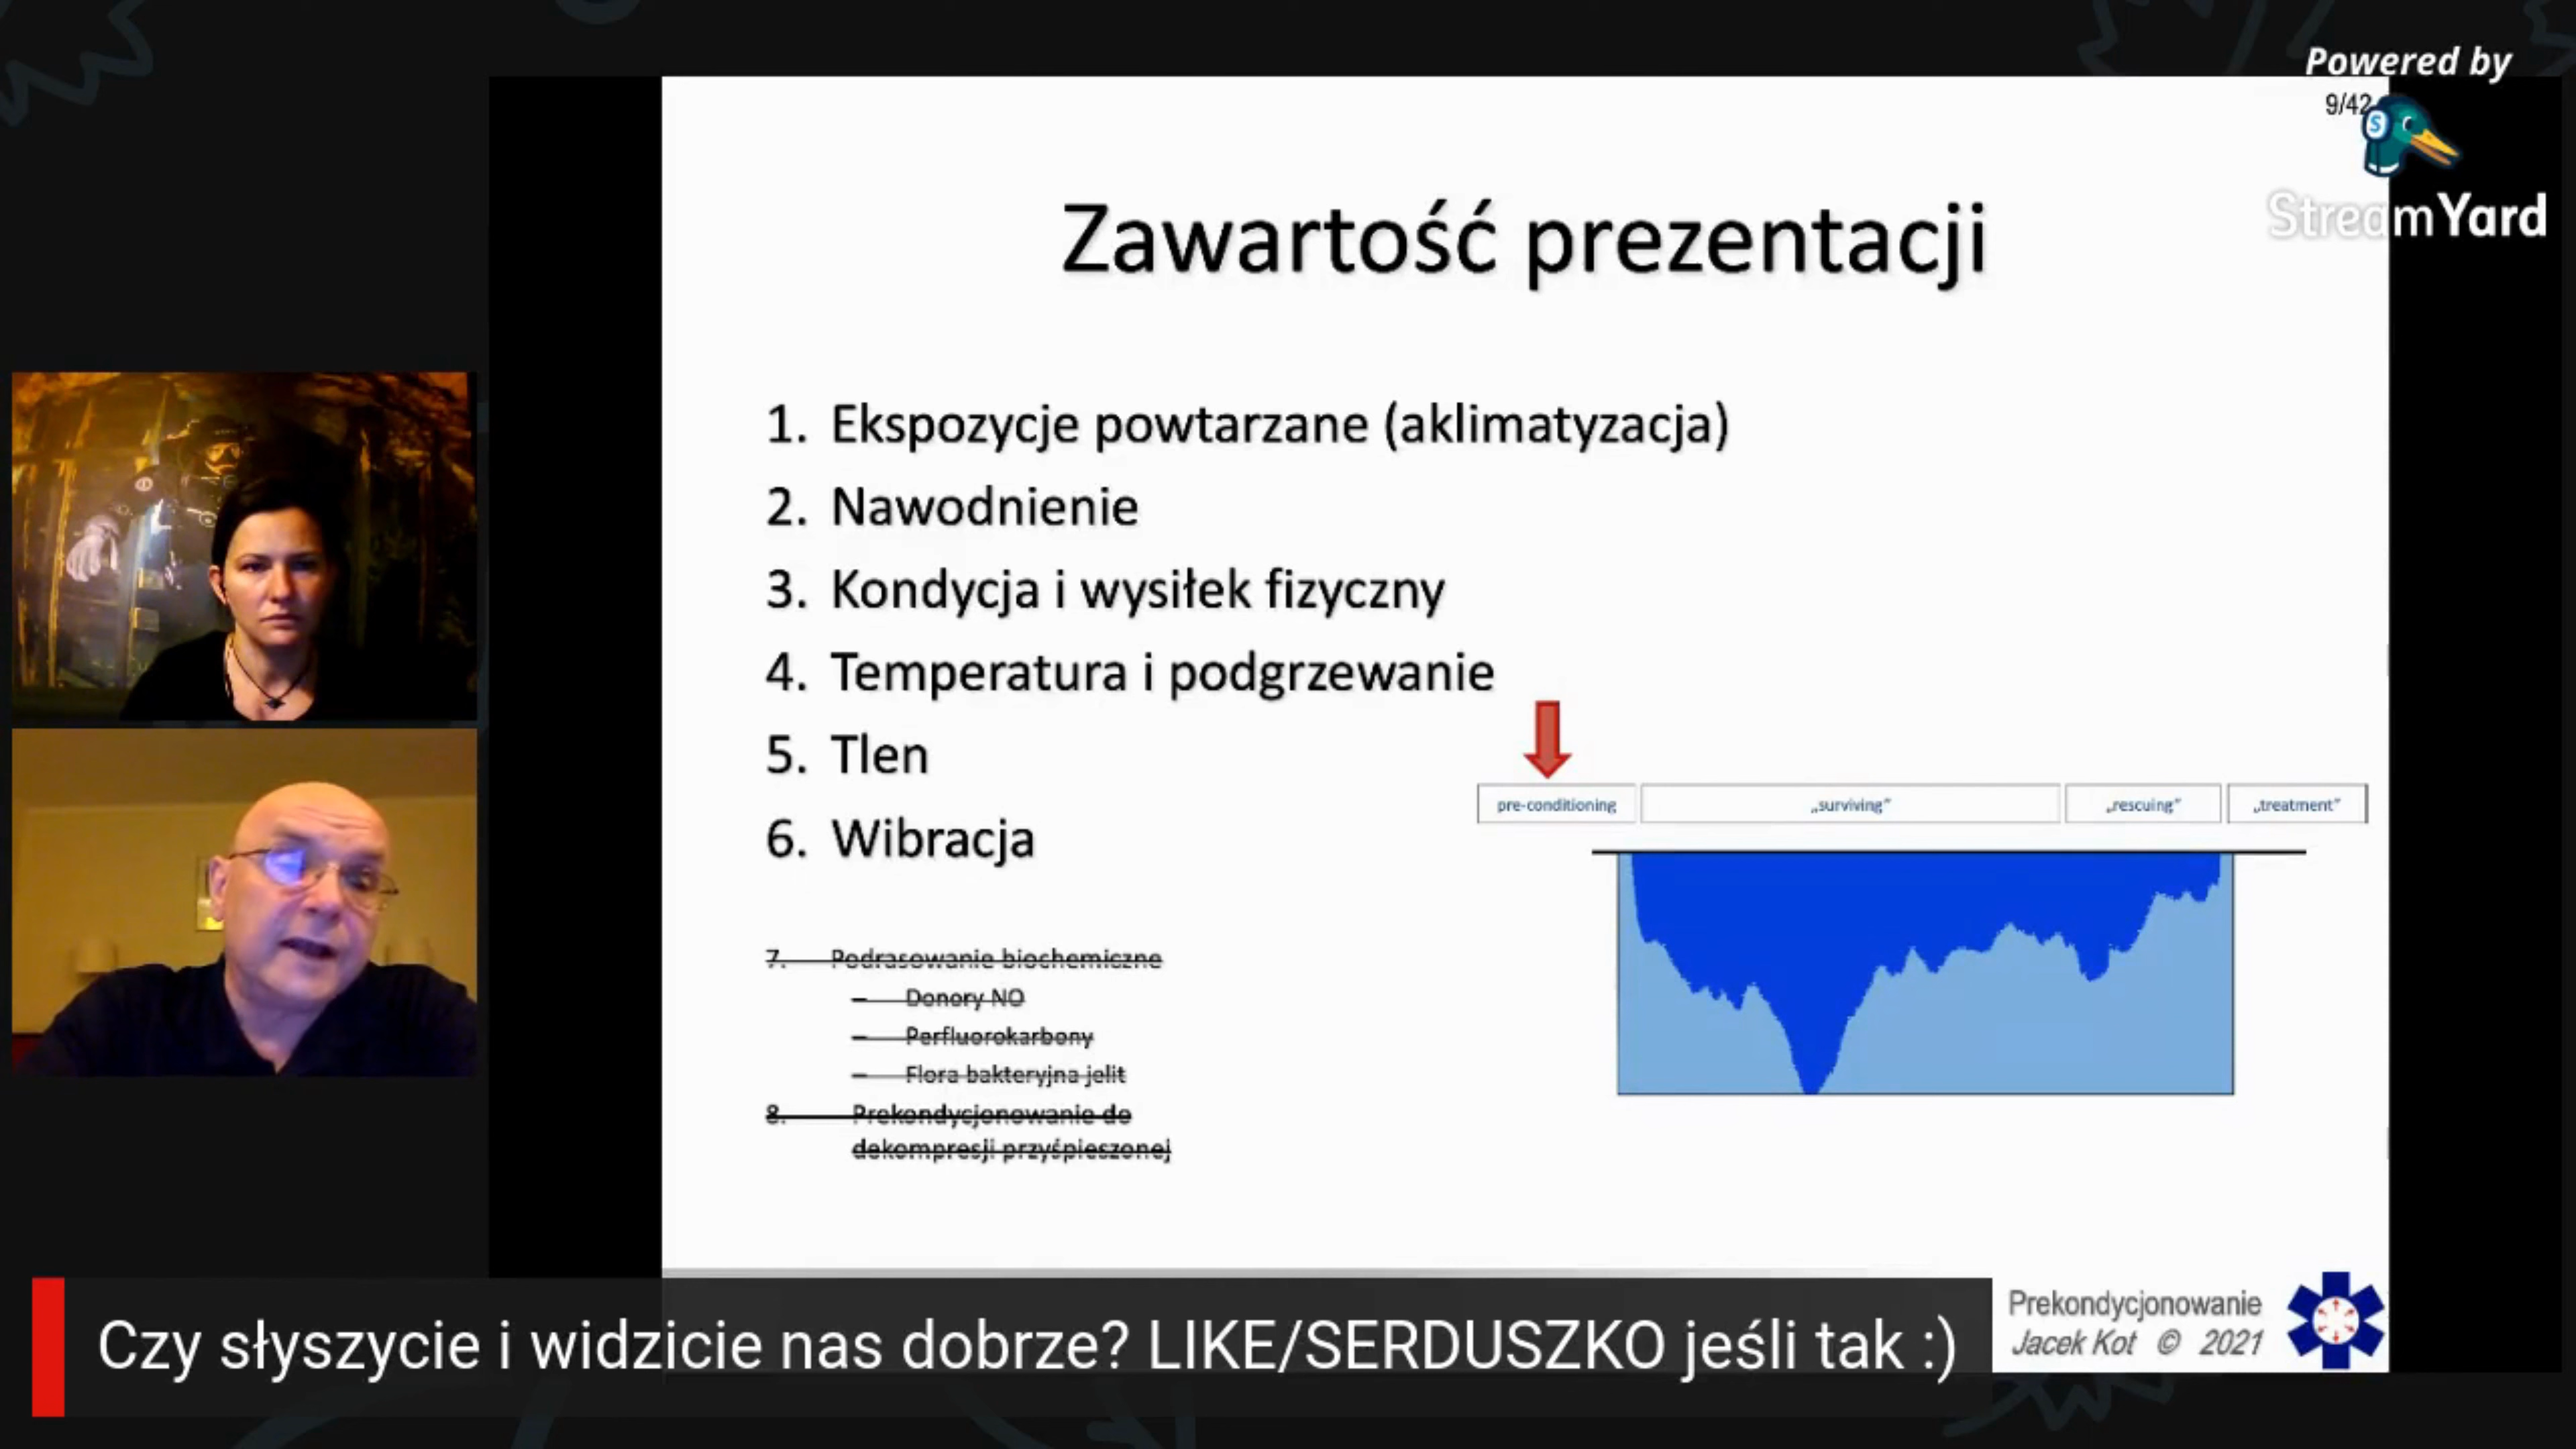 Powered by
9/42
StreamYard
Zawartość prezentacji
1. Ekspozycje powtarzane (aklimatyzacja)
2. Nawodnienie
3. Kondycja i wysiłek fizyczny
4. Temperatura i podgrzewanie
5. Tlen
6. Wibracja
7. Podrasowanie biochemiczne
– Donory NO
– Perfluorokarbony
– Flora bakteryjna jelit
8. Prekondycjonowanie do
dekompresji przyśpieszonej
pre-conditioning
„surviving”
„rescuing”
„treatment”
Czy słyszycie i widzicie nas dobrze? LIKE/SERDUSZKO jeśli tak :)
Prekondycjonowanie
Jacek Kot © 2021